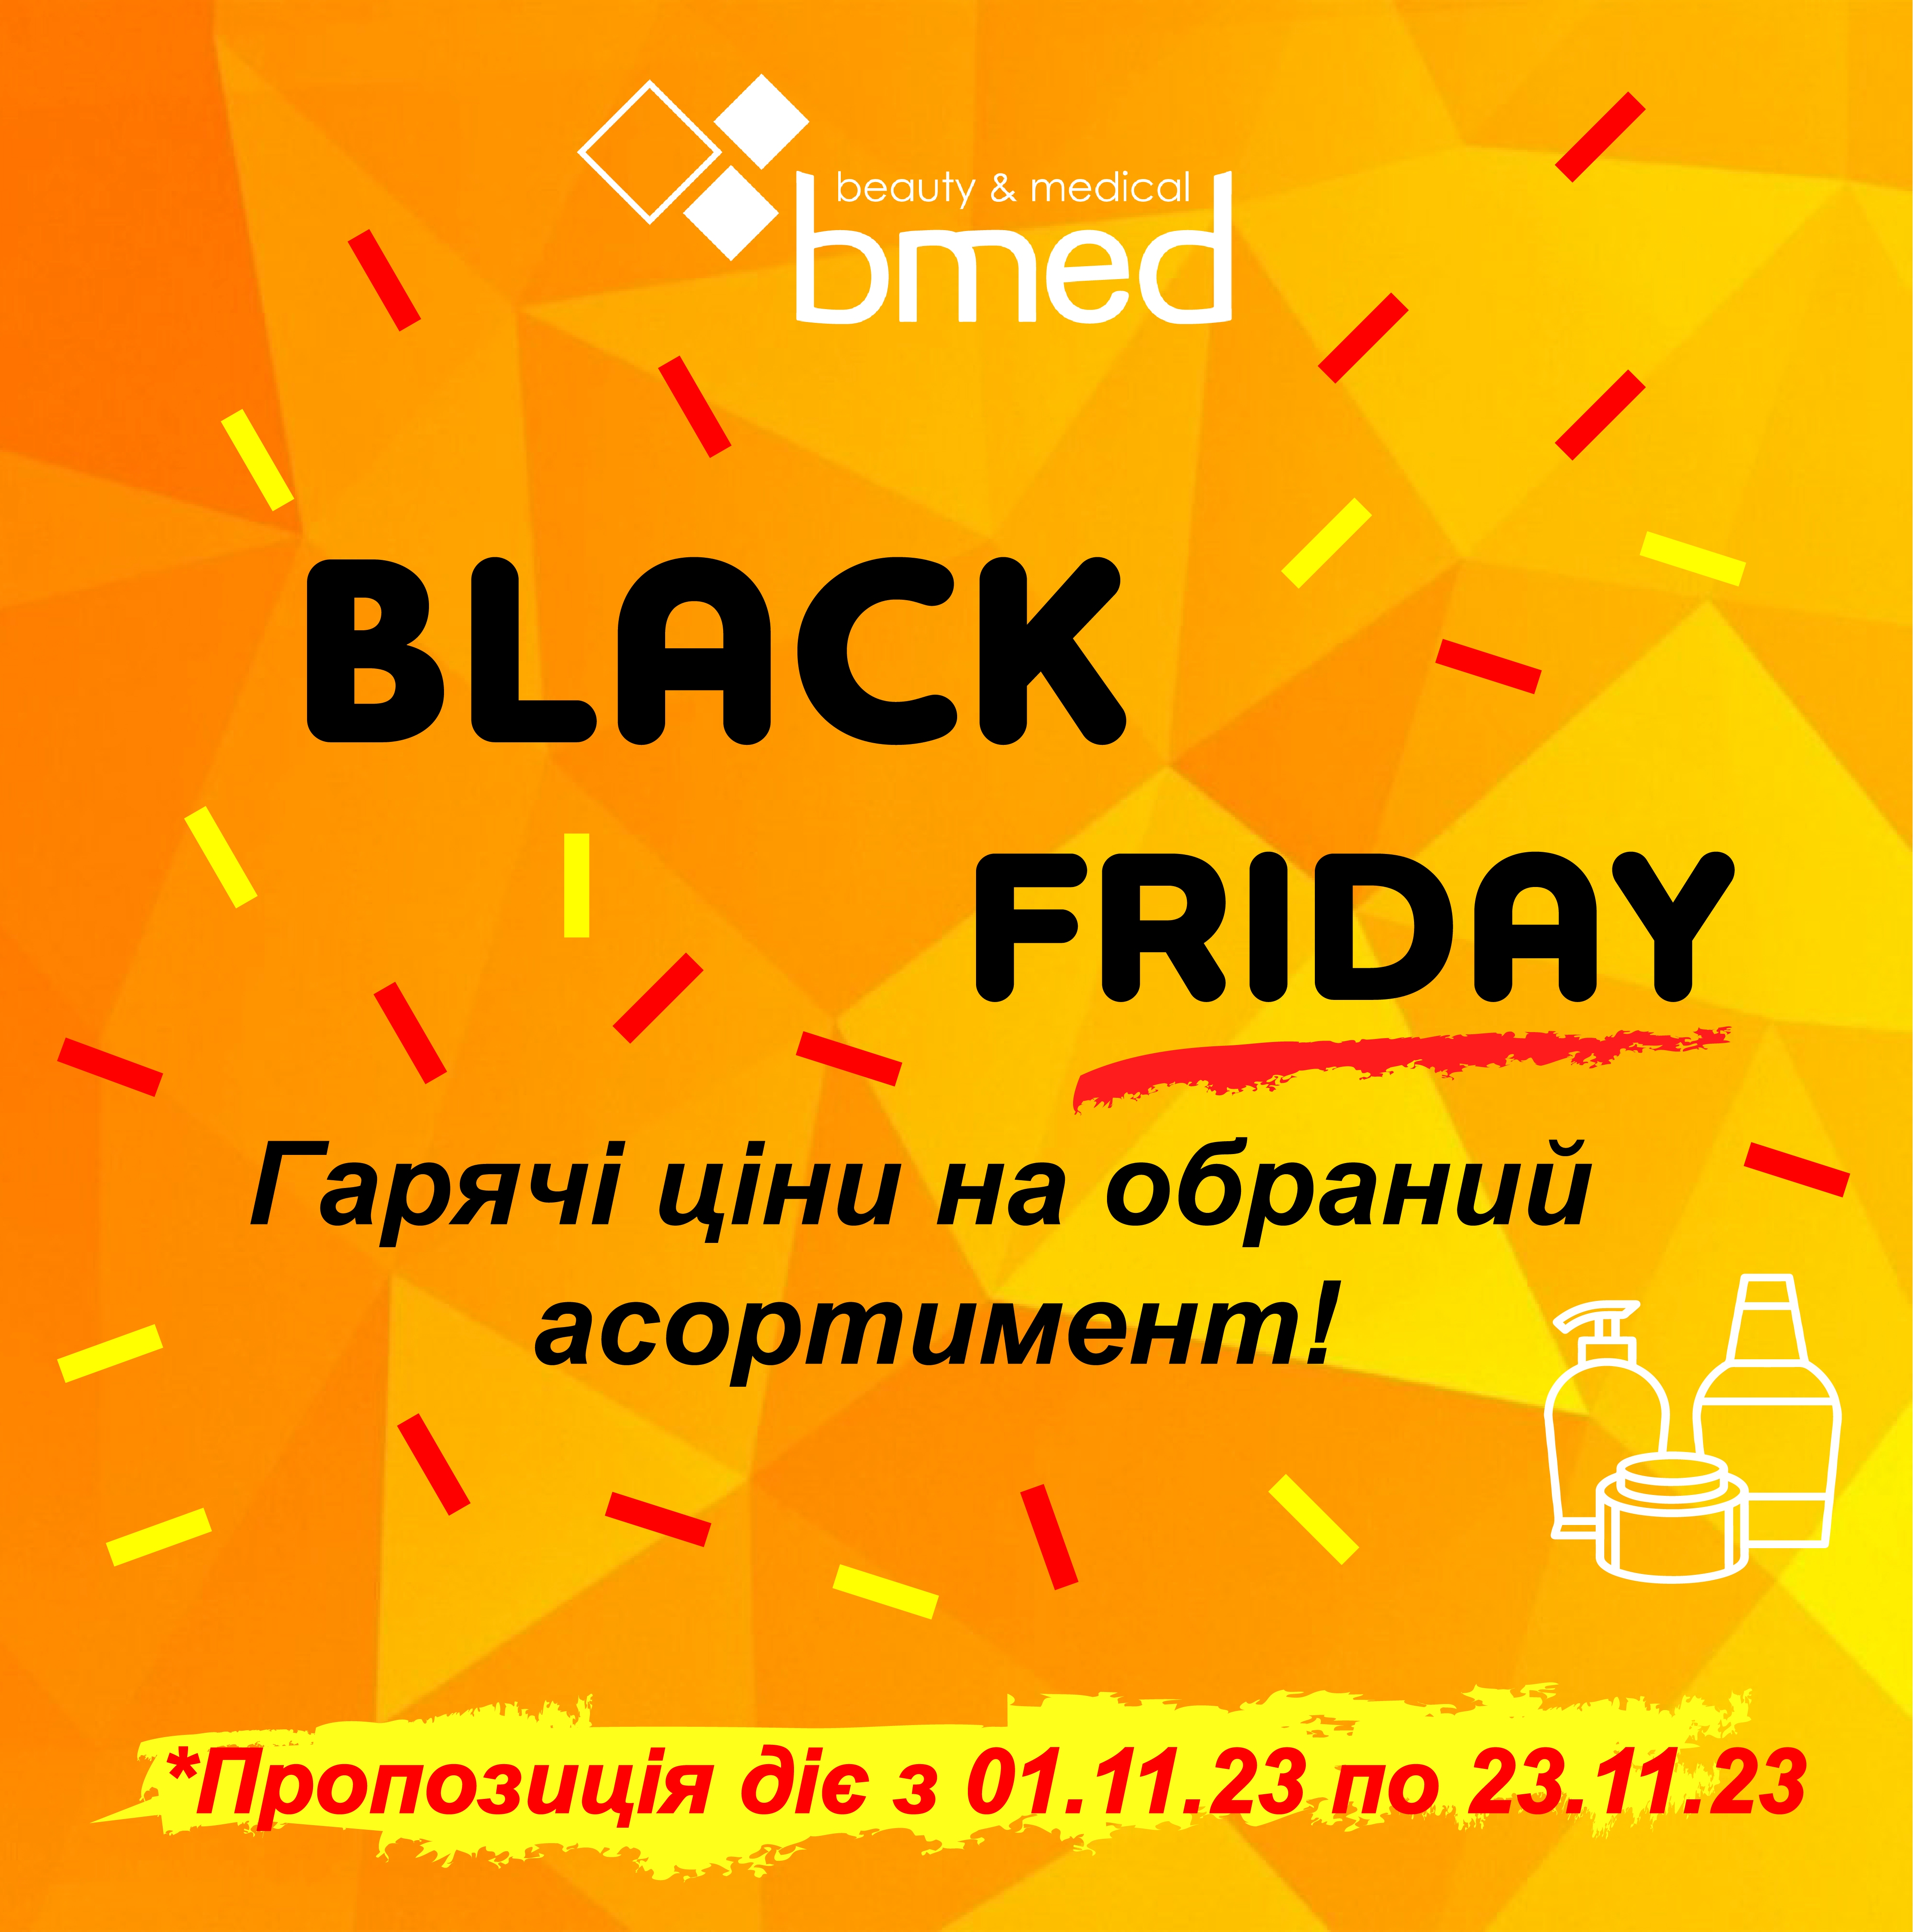 beauty & medical
bmed
BLACK
FRIDAY
Гарячі ціни на обраний
асортимент!
*Пропозиція діє з 01.11.23 по 23.11.23